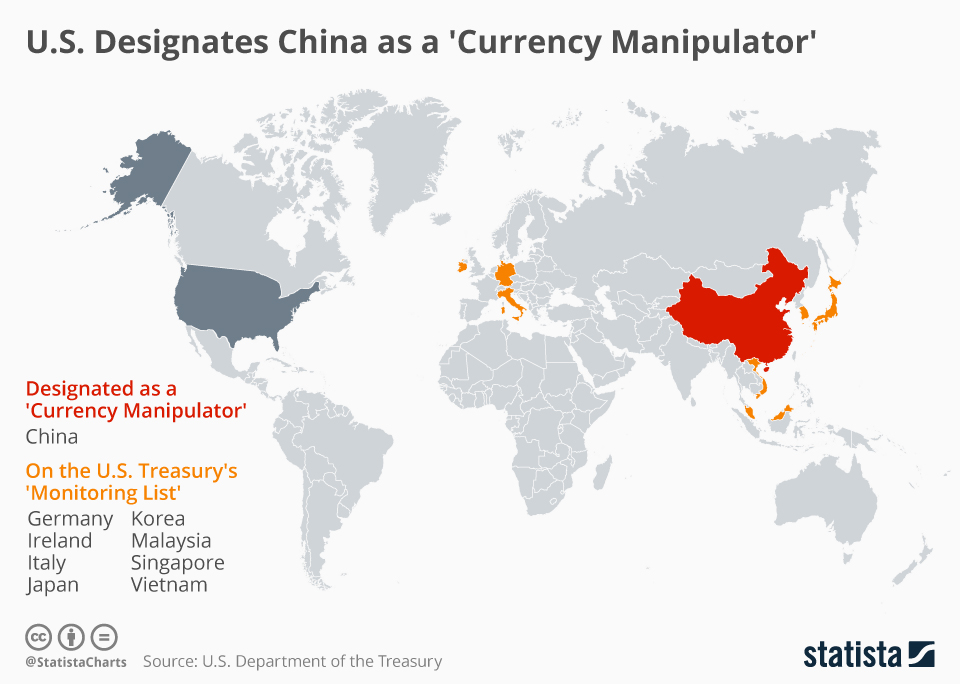 U.S. Designates China as a 'Currency Manipulator'
Designated as a
'Currency Manipulator'
China
On the U.S. Treasury's
'Monitoring List'
Germany Korea
Ireland Malaysia
Italy Singapore
Japan Vietnam
cc =
@StatistaCharts Source: U.S. Department of the Treasury
statista